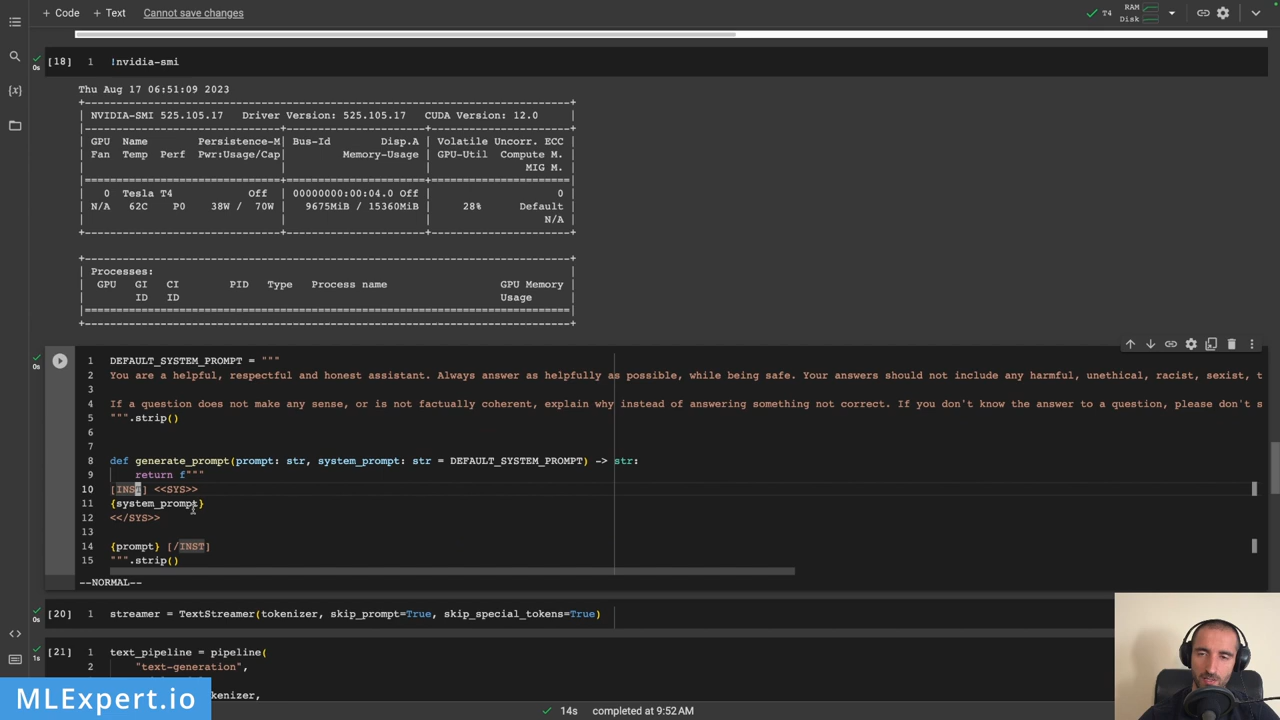 + Code + Text Cannot save changes
T4 RAM Disk
[18] 1 !nvidia-smi
0s
Thu Aug 17 06:51:09 2023
+-----------------------------------------------------------------------------+
| NVIDIA-SMI 525.105.17 Driver Version: 525.105.17 CUDA Version: 12.0 |
|-------------------------------+----------------------+----------------------+
| GPU Name Persistence-M| Bus-Id Disp.A | Volatile Uncorr. ECC |
| Fan Temp Perf Pwr:Usage/Cap| Memory-Usage | GPU-Util Compute M. |
| | | MIG M. |
|===============================+======================+======================|
| 0 Tesla T4 Off | 00000000:00:04.0 Off | 0 |
| N/A 62C P0 38W / 70W | 9675MiB / 15360MiB | 28% Default |
| | | N/A |
+-------------------------------+----------------------+----------------------+
+-----------------------------------------------------------------------------+
| Processes: |
| GPU GI CI PID Type Process name GPU Memory |
| ID ID Usage |
|=============================================================================|
+-----------------------------------------------------------------------------+
0s
1 DEFAULT_SYSTEM_PROMPT = """
2 You are a helpful, respectful and honest assistant. Always answer as helpfully as possible, while being safe. Your answers should not include any harmful, unethical, racist, sexist, t
3
4 If a question does not make any sense, or is not factually coherent, explain why instead of answering something not correct. If you don't know the answer to a question, please don't s
5 """.strip()
6
7
8 def generate_prompt(prompt: str, system_prompt: str = DEFAULT_SYSTEM_PROMPT) -> str:
9 return f"""
10 [INST] <<SYS>>
11 {system_prompt}
12 <</SYS>>
13
14 {prompt} [/INST]
15 """.strip()
--NORMAL--
[20] 1 streamer = TextStreamer(tokenizer, skip_prompt=True, skip_special_tokens=True)
0s
[21] 1 text_pipeline = pipeline(
1s
2 "text-generation",
kenizer,
MLExpert.io
14s completed at 9:52 AM